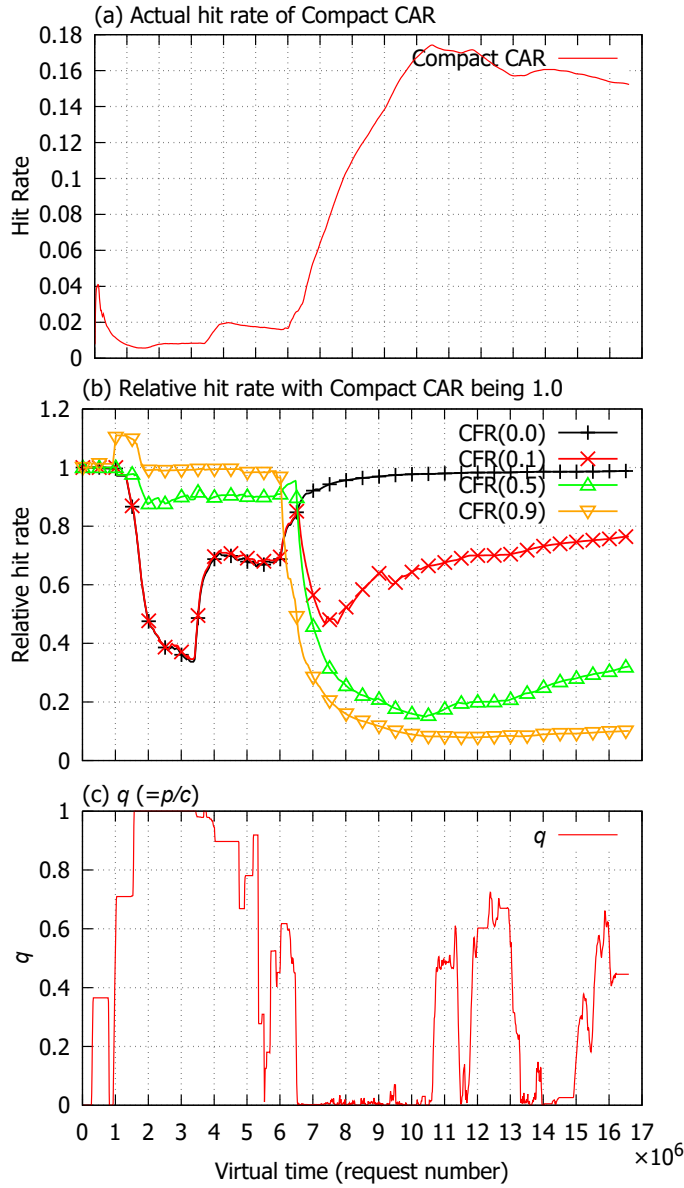 (a) Actual hit rate of Compact CAR
0.18
0.16
0.14
0.12
0.1
0.08
0.06
0.04
0.02
0
Hit Rate
Compact CAR
(b) Relative hit rate with Compact CAR being 1.0
1.2
1
0.8
0.6
0.4
0.2
0
Relative hit rate
CFR(0.0)
CFR(0.1)
CFR(0.5)
CFR(0.9)
(c) q (=p/c)
1
0.8
0.6
0.4
0.2
0
q
q
0 1 2 3 4 5 6 7 8 9 10 11 12 13 14 15 16 17
Virtual time (request number)
×10⁶